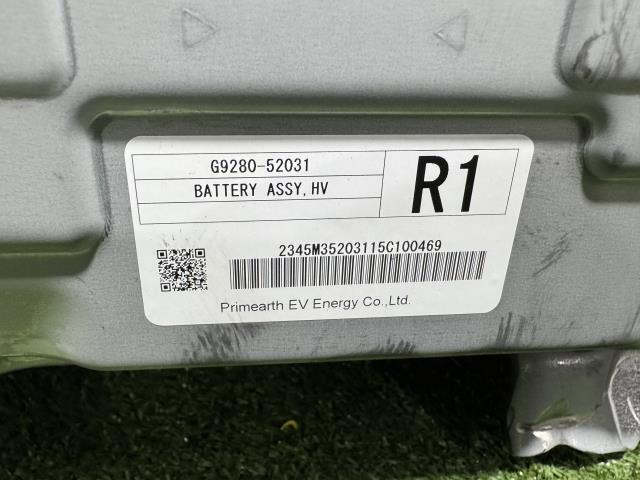 G9280-52031
BATTERY ASSY,HV
R1
2345M35203115C100469
Primearth EV Energy Co.,Ltd.